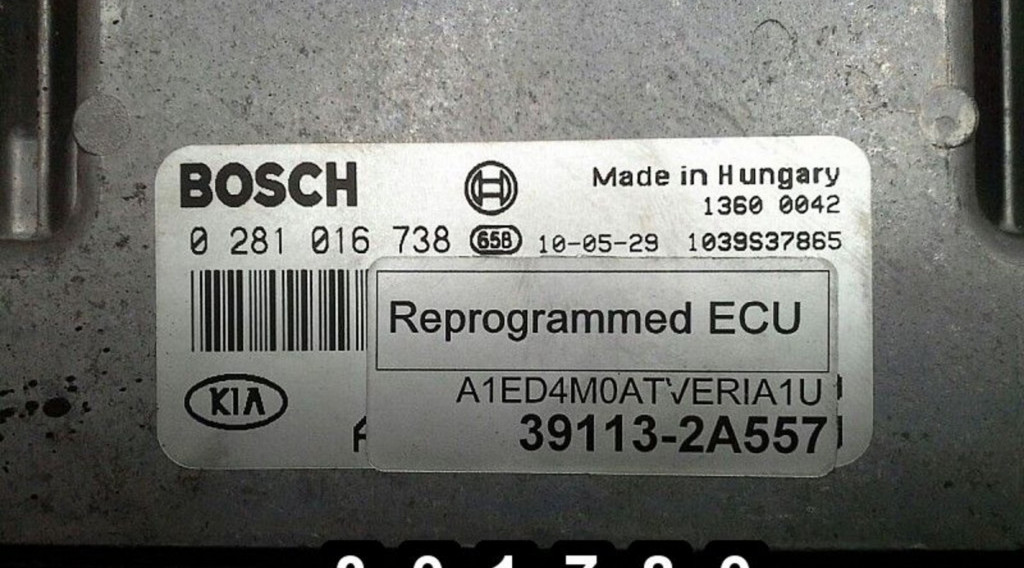 BOSCH
Made in Hungary
1360 0042
0 281 016 738 65B 10-05-29 1039S37865
Reprogrammed ECU
KIA
A1ED4M0ATVERIA1U
39113-2A557